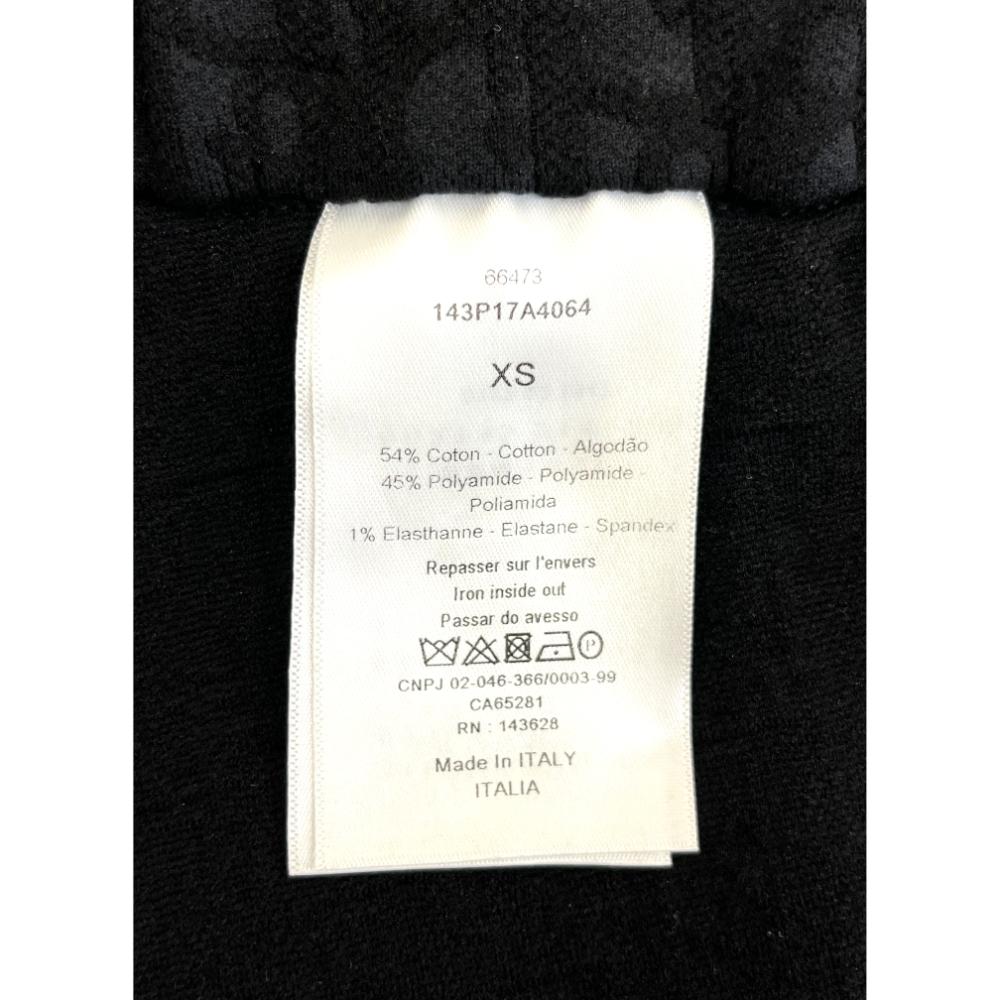 66473
143P17A4064
XS
54% Coton - Cotton - Algodão
45% Polyamide - Polyamide -
Poliamida
1% Elasthanne - Elastane - Spandex
Repasser sur l'envers
Iron inside out
Passar do avesso
P
CNPJ 02-046-366/0003-99
CA65281
RN : 143628
Made In ITALY
ITALIA